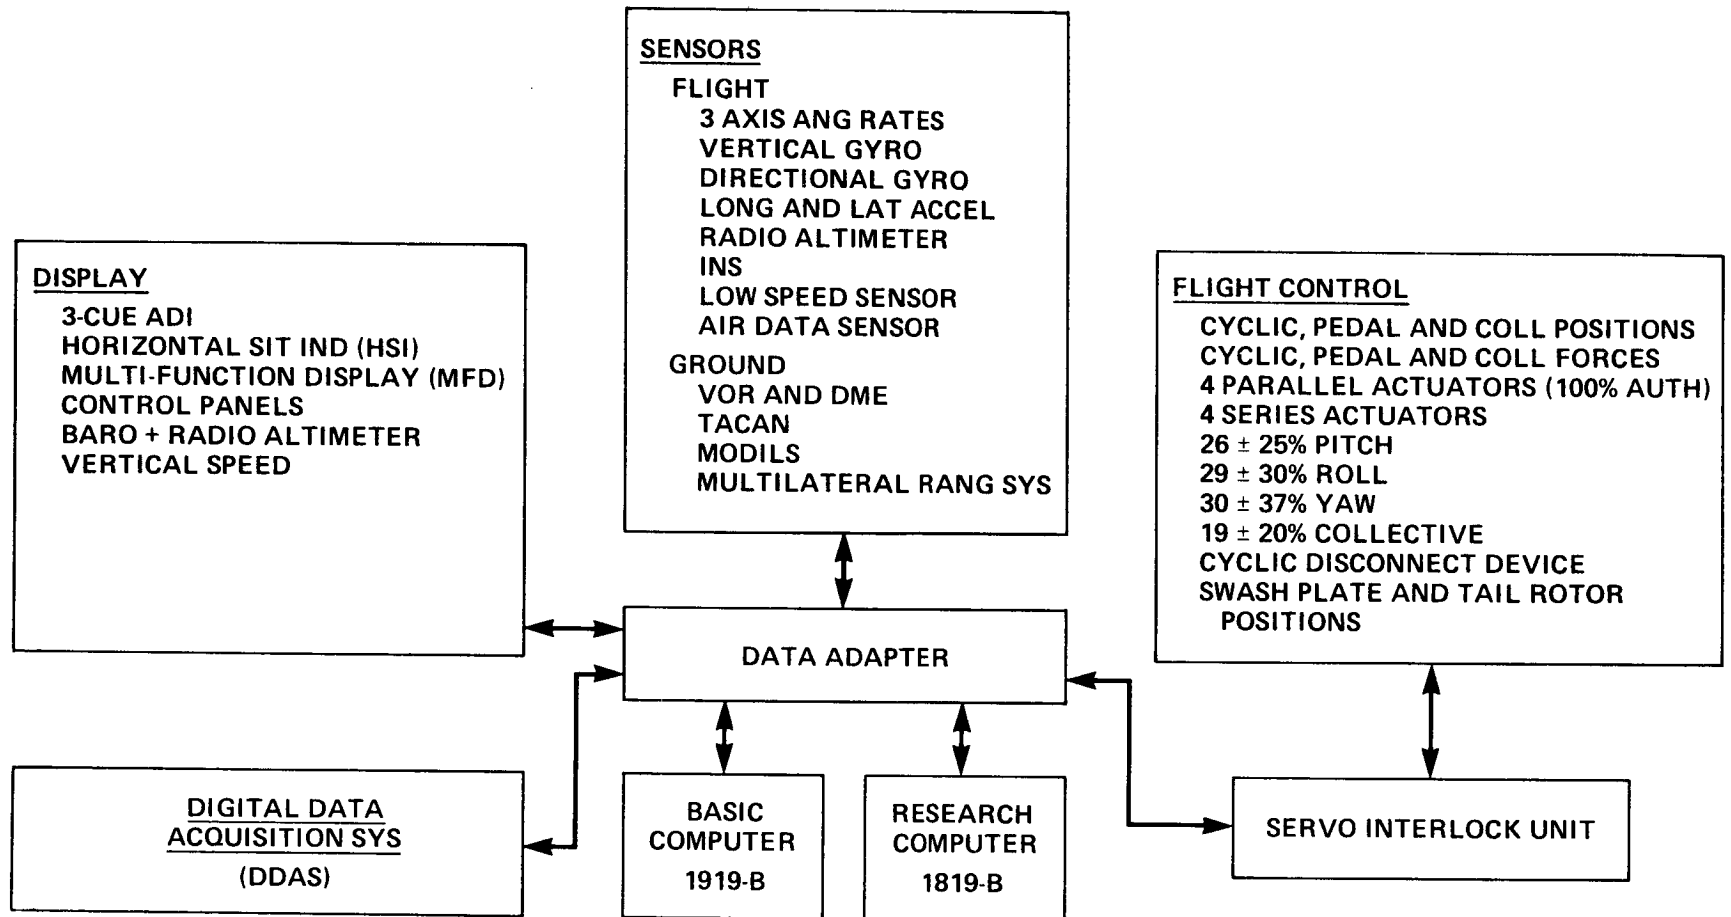 SENSORS
FLIGHT
3 AXIS ANG RATES
VERTICAL GYRO
DIRECTIONAL GYRO
LONG AND LAT ACCEL
RADIO ALTIMETER
INS
LOW SPEED SENSOR
AIR DATA SENSOR
GROUND
VOR AND DME
TACAN
MODILS
MULTILATERAL RANG SYS
DISPLAY
3-CUE ADI
HORIZONTAL SIT IND (HSI)
MULTI-FUNCTION DISPLAY (MFD)
CONTROL PANELS
BARO + RADIO ALTIMETER
VERTICAL SPEED
FLIGHT CONTROL
CYCLIC, PEDAL AND COLL POSITIONS
CYCLIC, PEDAL AND COLL FORCES
4 PARALLEL ACTUATORS (100% AUTH)
4 SERIES ACTUATORS
26 ± 25% PITCH
29 ± 30% ROLL
30 ± 37% YAW
19 ± 20% COLLECTIVE
CYCLIC DISCONNECT DEVICE
SWASH PLATE AND TAIL ROTOR
POSITIONS
DATA ADAPTER
DIGITAL DATA
ACQUISITION SYS
(DDAS)
BASIC
COMPUTER
1919-B
RESEARCH
COMPUTER
1819-B
SERVO INTERLOCK UNIT